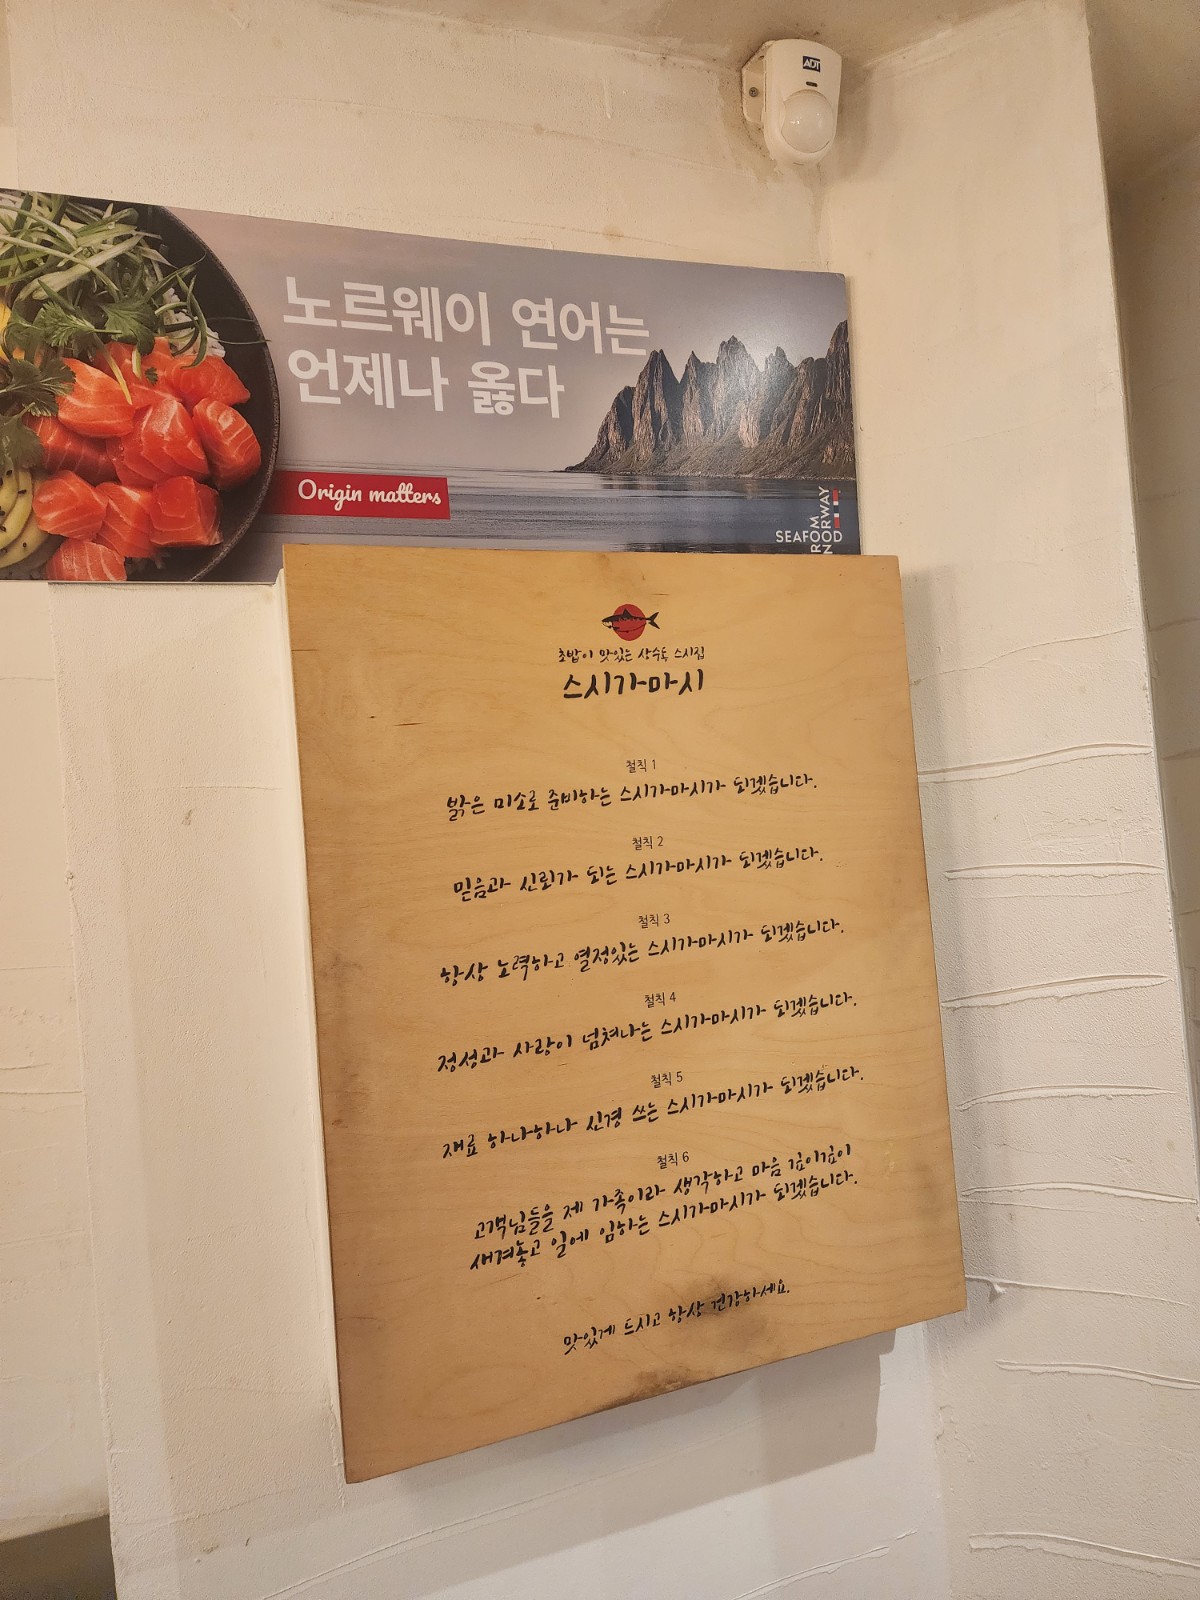 ADT
노르웨이 연어는
언제나 옳다
Origin matters
SEAFOOD
FROM
NORWAY
초밥이 맛있는 상수동 스시집
스시가마시
철칙 1
밝은 미소로 준비하는 스시가마시가 되겠습니다.
철칙 2
믿음과 신뢰가 되는 스시가마시가 되겠습니다.
철칙 3
항상 노력하고 열정있는 스시가마시가 되겠습니다.
철칙 4
정성과 사랑이 넘쳐나는 스시가마시가 되겠습니다.
철칙 5
재료 하나하나 신경 쓰는 스시가마시가 되겠습니다.
철칙 6
고객님들을 제 가족이라 생각하고 마음 깊이깊이
새겨놓고 일에 임하는 스시가마시가 되겠습니다.
맛있게 드시고 항상 건강하세요.